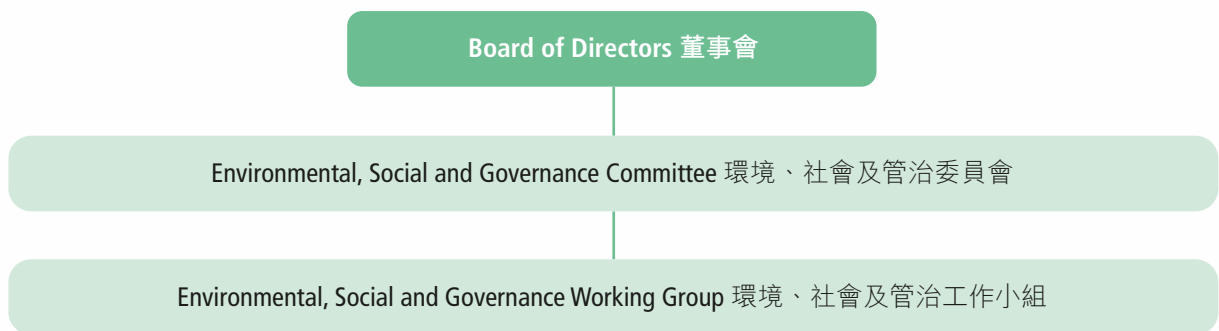 Board of Directors 董事會
Environmental, Social and Governance Committee 環境、社會及管治委員會
Environmental, Social and Governance Working Group 環境、社會及管治工作小組